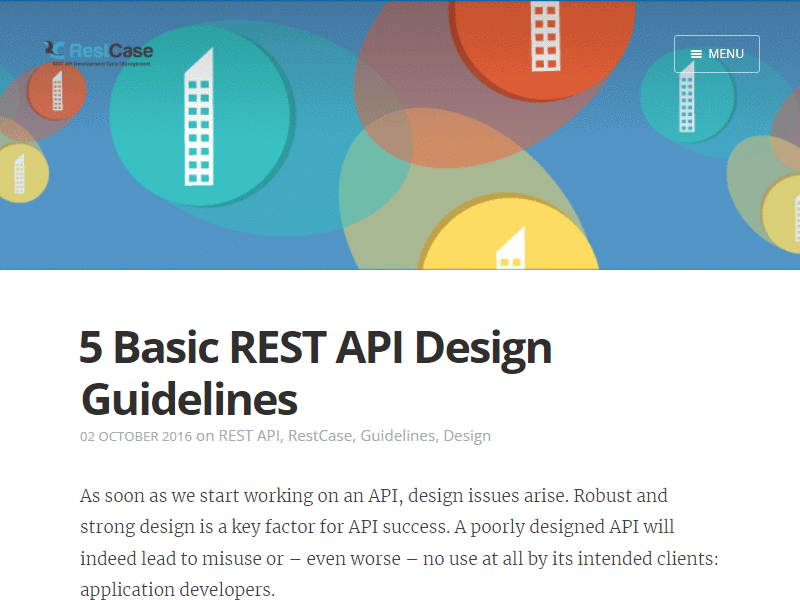 RestCase
REST API Development Cycle Management
MENU
5 Basic REST API Design
Guidelines
02 OCTOBER 2016 on REST API, RestCase, Guidelines, Design
As soon as we start working on an API, design issues arise. Robust and
strong design is a key factor for API success. A poorly designed API will
indeed lead to misuse or – even worse – no use at all by its intended clients:
application developers.